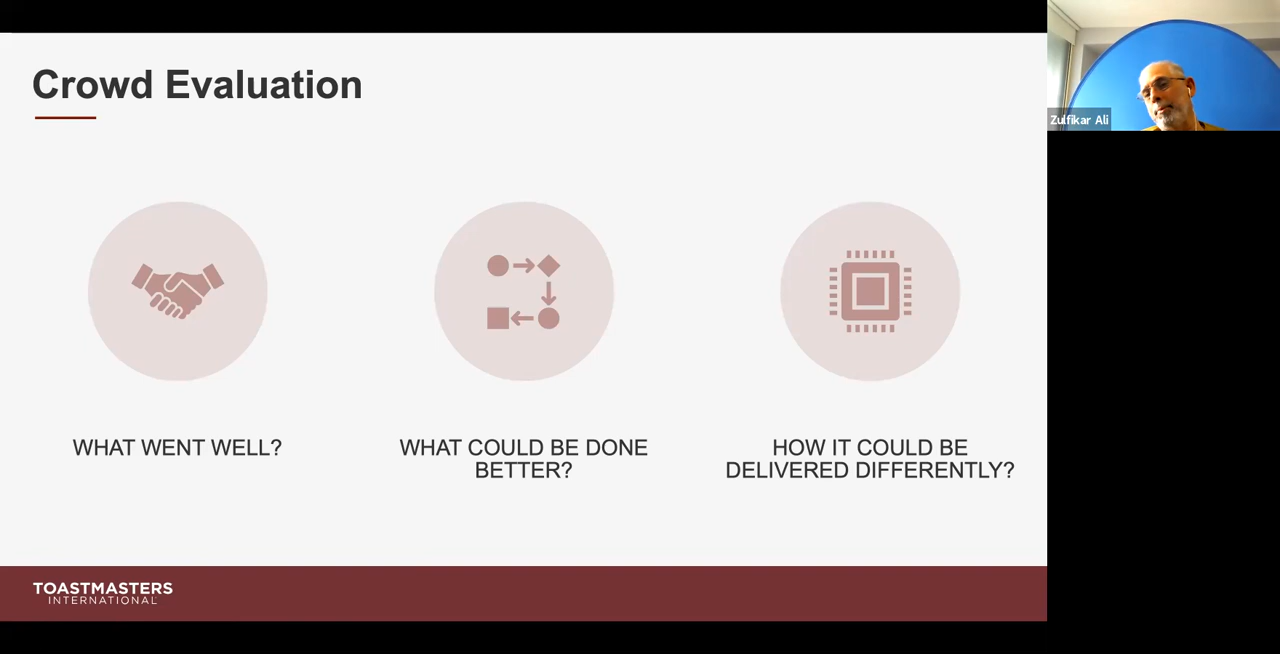 Crowd Evaluation
Zulfikar Ali
WHAT WENT WELL?
WHAT COULD BE DONE
BETTER?
HOW IT COULD BE
DELIVERED DIFFERENTLY?
TOASTMASTERS
INTERNATIONAL